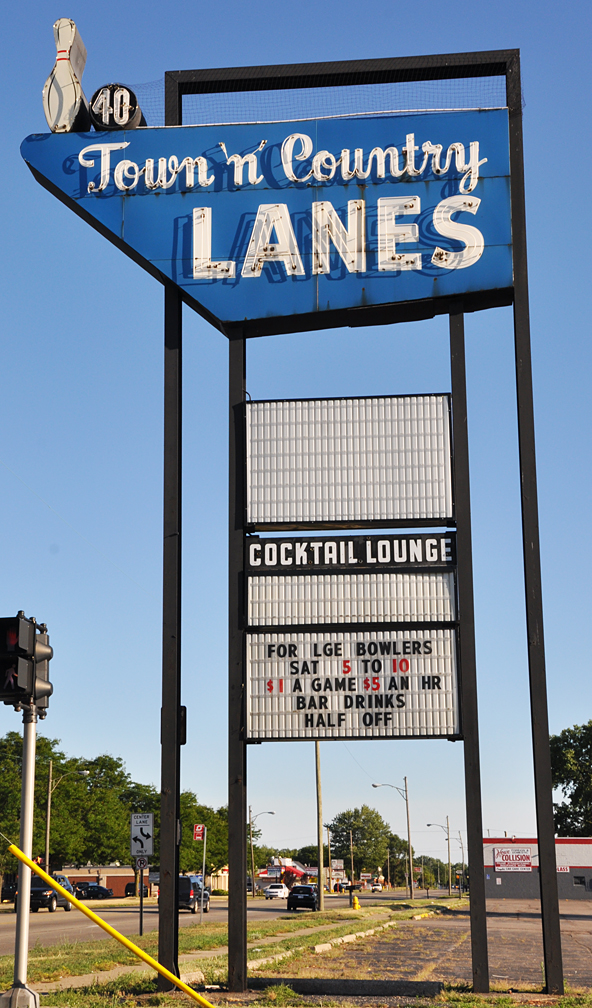 40
Town 'n' Country
LANES
COCKTAIL LOUNGE
FOR LGE BOWLERS
SAT 5 TO 10
$1 A GAME $5 AN HR
BAR DRINKS
HALF OFF
CENTER
LANE
ONLY
COLLISION
GLASS